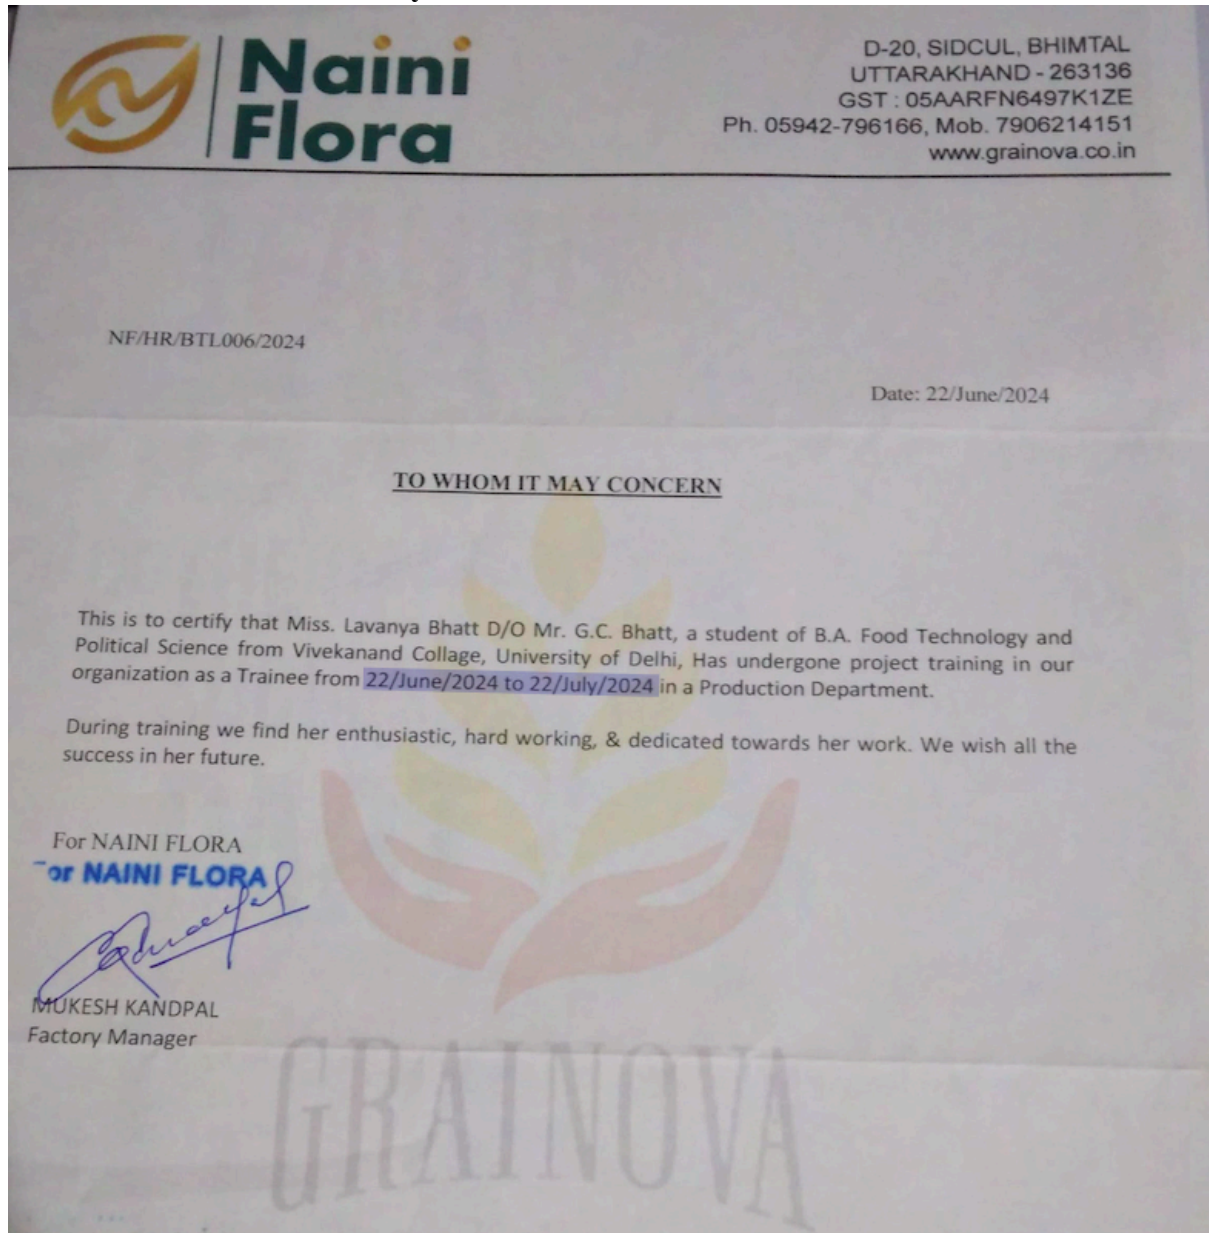 Naini
Flora
D-20, SIDCUL, BHIMTAL
UTTARAKHAND - 263136
GST : 05AARFN6497K1ZE
Ph. 05942-796166, Mob. 7906214151
www.grainova.co.in
NF/HR/BTL006/2024
Date: 22/June/2024
TO WHOM IT MAY CONCERN
This is to certify that Miss. Lavanya Bhatt D/O Mr. G.C. Bhatt, a student of B.A. Food Technology and
Political Science from Vivekanand Collage, University of Delhi, Has undergone project training in our
organization as a Trainee from 22/June/2024 to 22/July/2024 in a Production Department.
During training we find her enthusiastic, hard working, & dedicated towards her work. We wish all the
success in her future.
For NAINI FLORA
or NAINI FLORA
MUKESH KANDPAL
Factory Manager
GRAINOVA